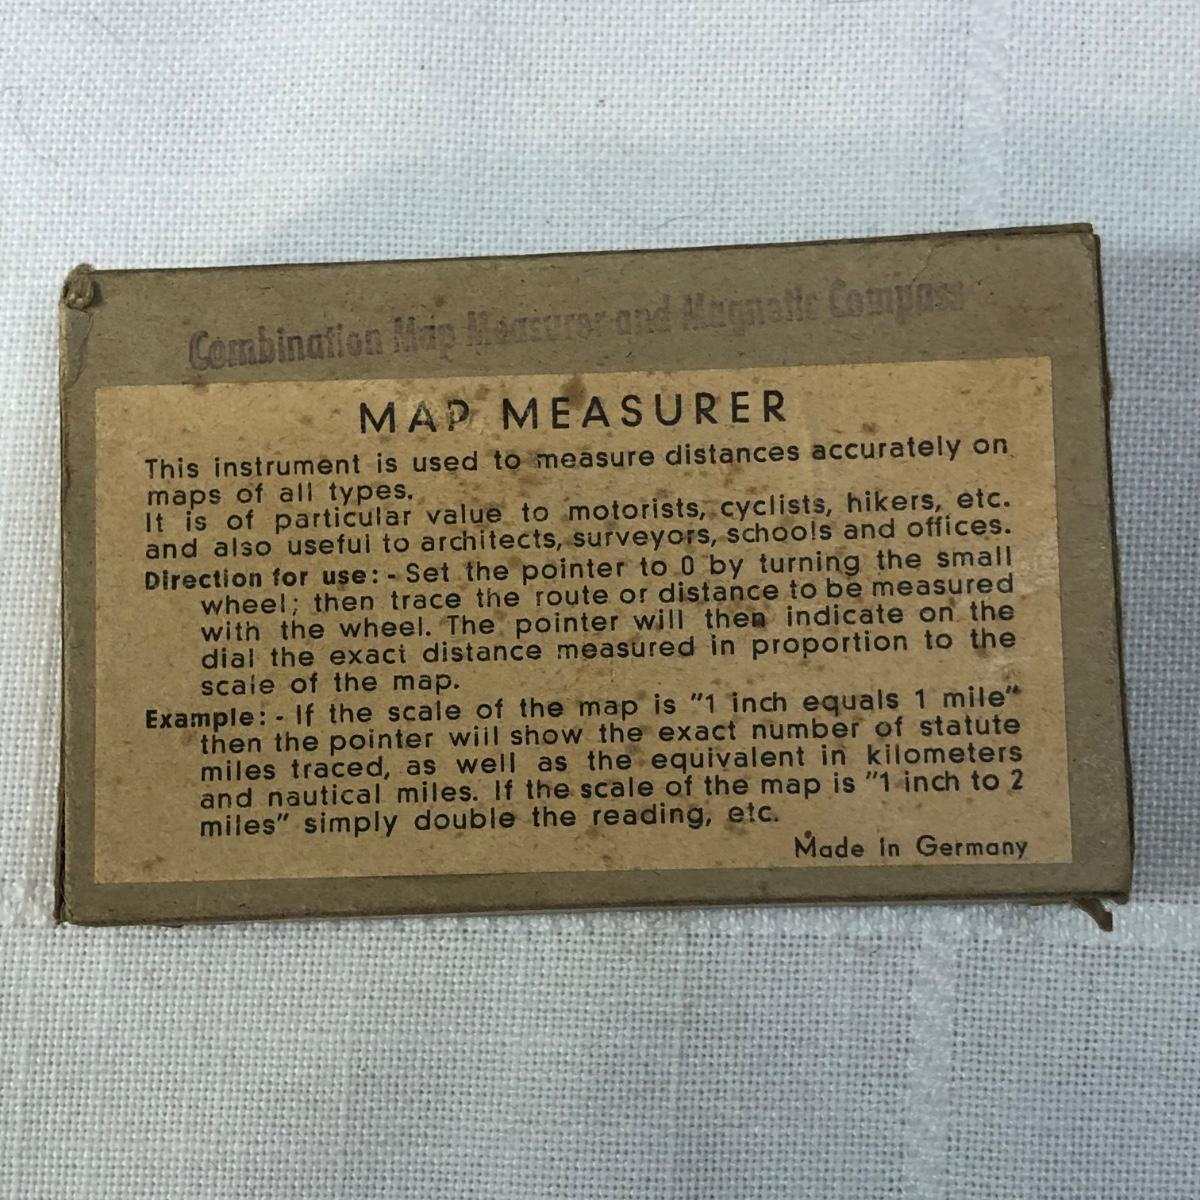 Combination Map Measurer and Magnetic Compass
MAP MEASURER
This instrument is used to measure distances accurately on
maps of all types.
It is of particular value to motorists, cyclists, hikers, etc.
and also useful to architects, surveyors, schools and offices.
Direction for use: - Set the pointer to 0 by turning the small
wheel; then trace the route or distance to be measured
with the wheel. The pointer will then indicate on the
dial the exact distance measured in proportion to the
scale of the map.
Example: - If the scale of the map is "1 inch equals 1 mile"
then the pointer will show the exact number of statute
miles traced, as well as the equivalent in kilometers
and nautical miles. If the scale of the map is "1 inch to 2
miles" simply double the reading, etc.
Made in Germany